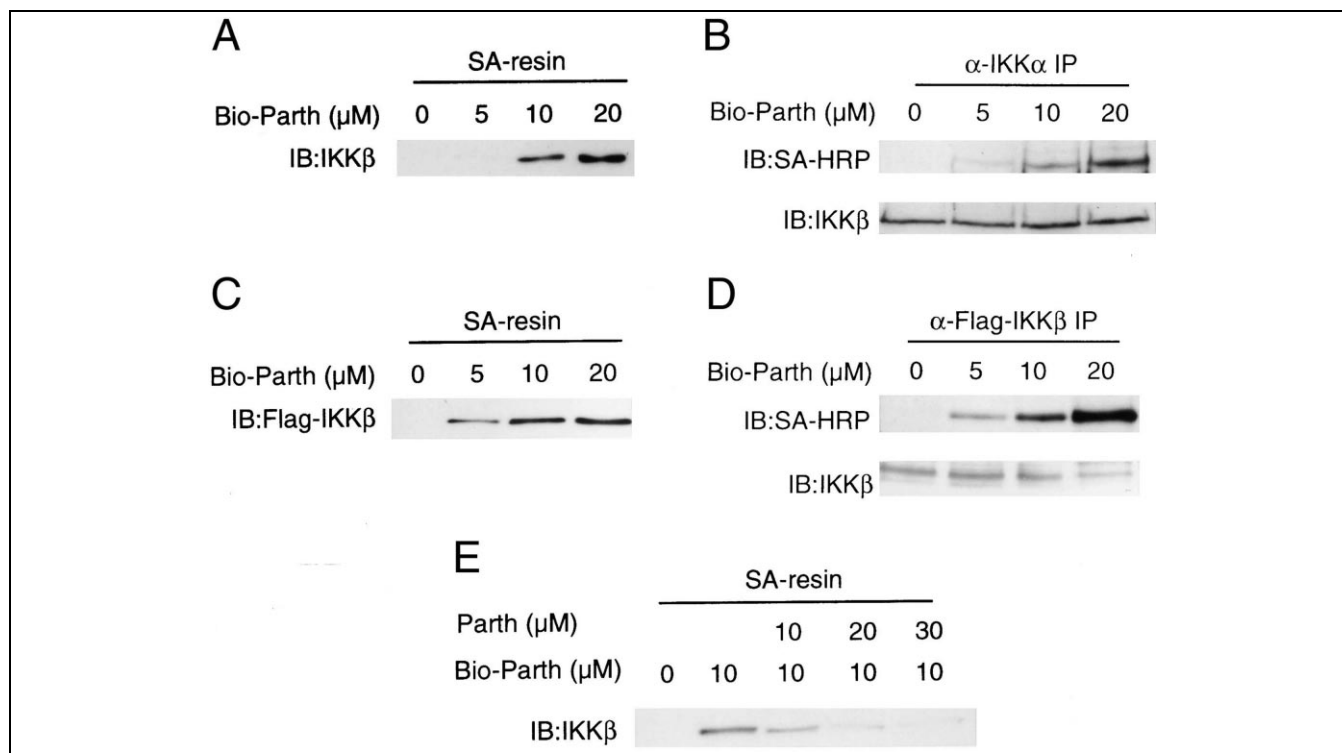 A
SA-resin
Bio-Parth (µM) 0 5 10 20
IB:IKKβ
B
α-IKKα IP
Bio-Parth (µM) 0 5 10 20
IB:SA-HRP
IB:IKKβ
C
SA-resin
Bio-Parth (µM) 0 5 10 20
IB:Flag-IKKβ
D
α-Flag-IKKβ IP
Bio-Parth (µM) 0 5 10 20
IB:SA-HRP
IB:IKKβ
E
SA-resin
Parth (µM) 10 20 30
Bio-Parth (µM) 0 10 10 10 10
IB:IKKβ